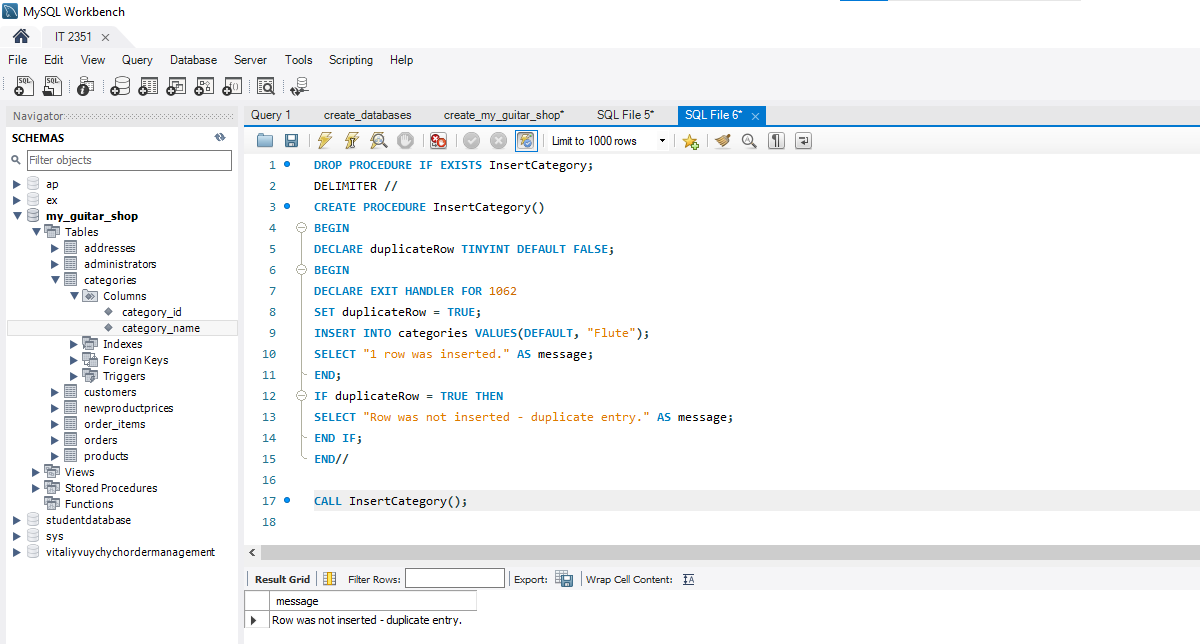 MySQL Workbench
IT 2351
File Edit View Query Database Server Tools Scripting Help
Navigator
SCHEMAS
Filter objects
ap
ex
my_guitar_shop
Tables
addresses
administrators
categories
Columns
category_id
category_name
Indexes
Foreign Keys
Triggers
customers
newproductprices
order_items
orders
products
Views
Stored Procedures
Functions
studentdatabase
sys
vitaliyvuychychordermanagement
Query 1 create_databases create_my_guitar_shop* SQL File 5* SQL File 6*
Limit to 1000 rows
1 DROP PROCEDURE IF EXISTS InsertCategory;
2 DELIMITER //
3 CREATE PROCEDURE InsertCategory()
4 BEGIN
5 DECLARE duplicateRow TINYINT DEFAULT FALSE;
6 BEGIN
7 DECLARE EXIT HANDLER FOR 1062
8 SET duplicateRow = TRUE;
9 INSERT INTO categories VALUES(DEFAULT, "Flute");
10 SELECT "1 row was inserted." AS message;
11 END;
12 IF duplicateRow = TRUE THEN
13 SELECT "Row was not inserted - duplicate entry." AS message;
14 END IF;
15 END//
16
17 CALL InsertCategory();
18
Result Grid Filter Rows: Export: Wrap Cell Content:
message
Row was not inserted - duplicate entry.